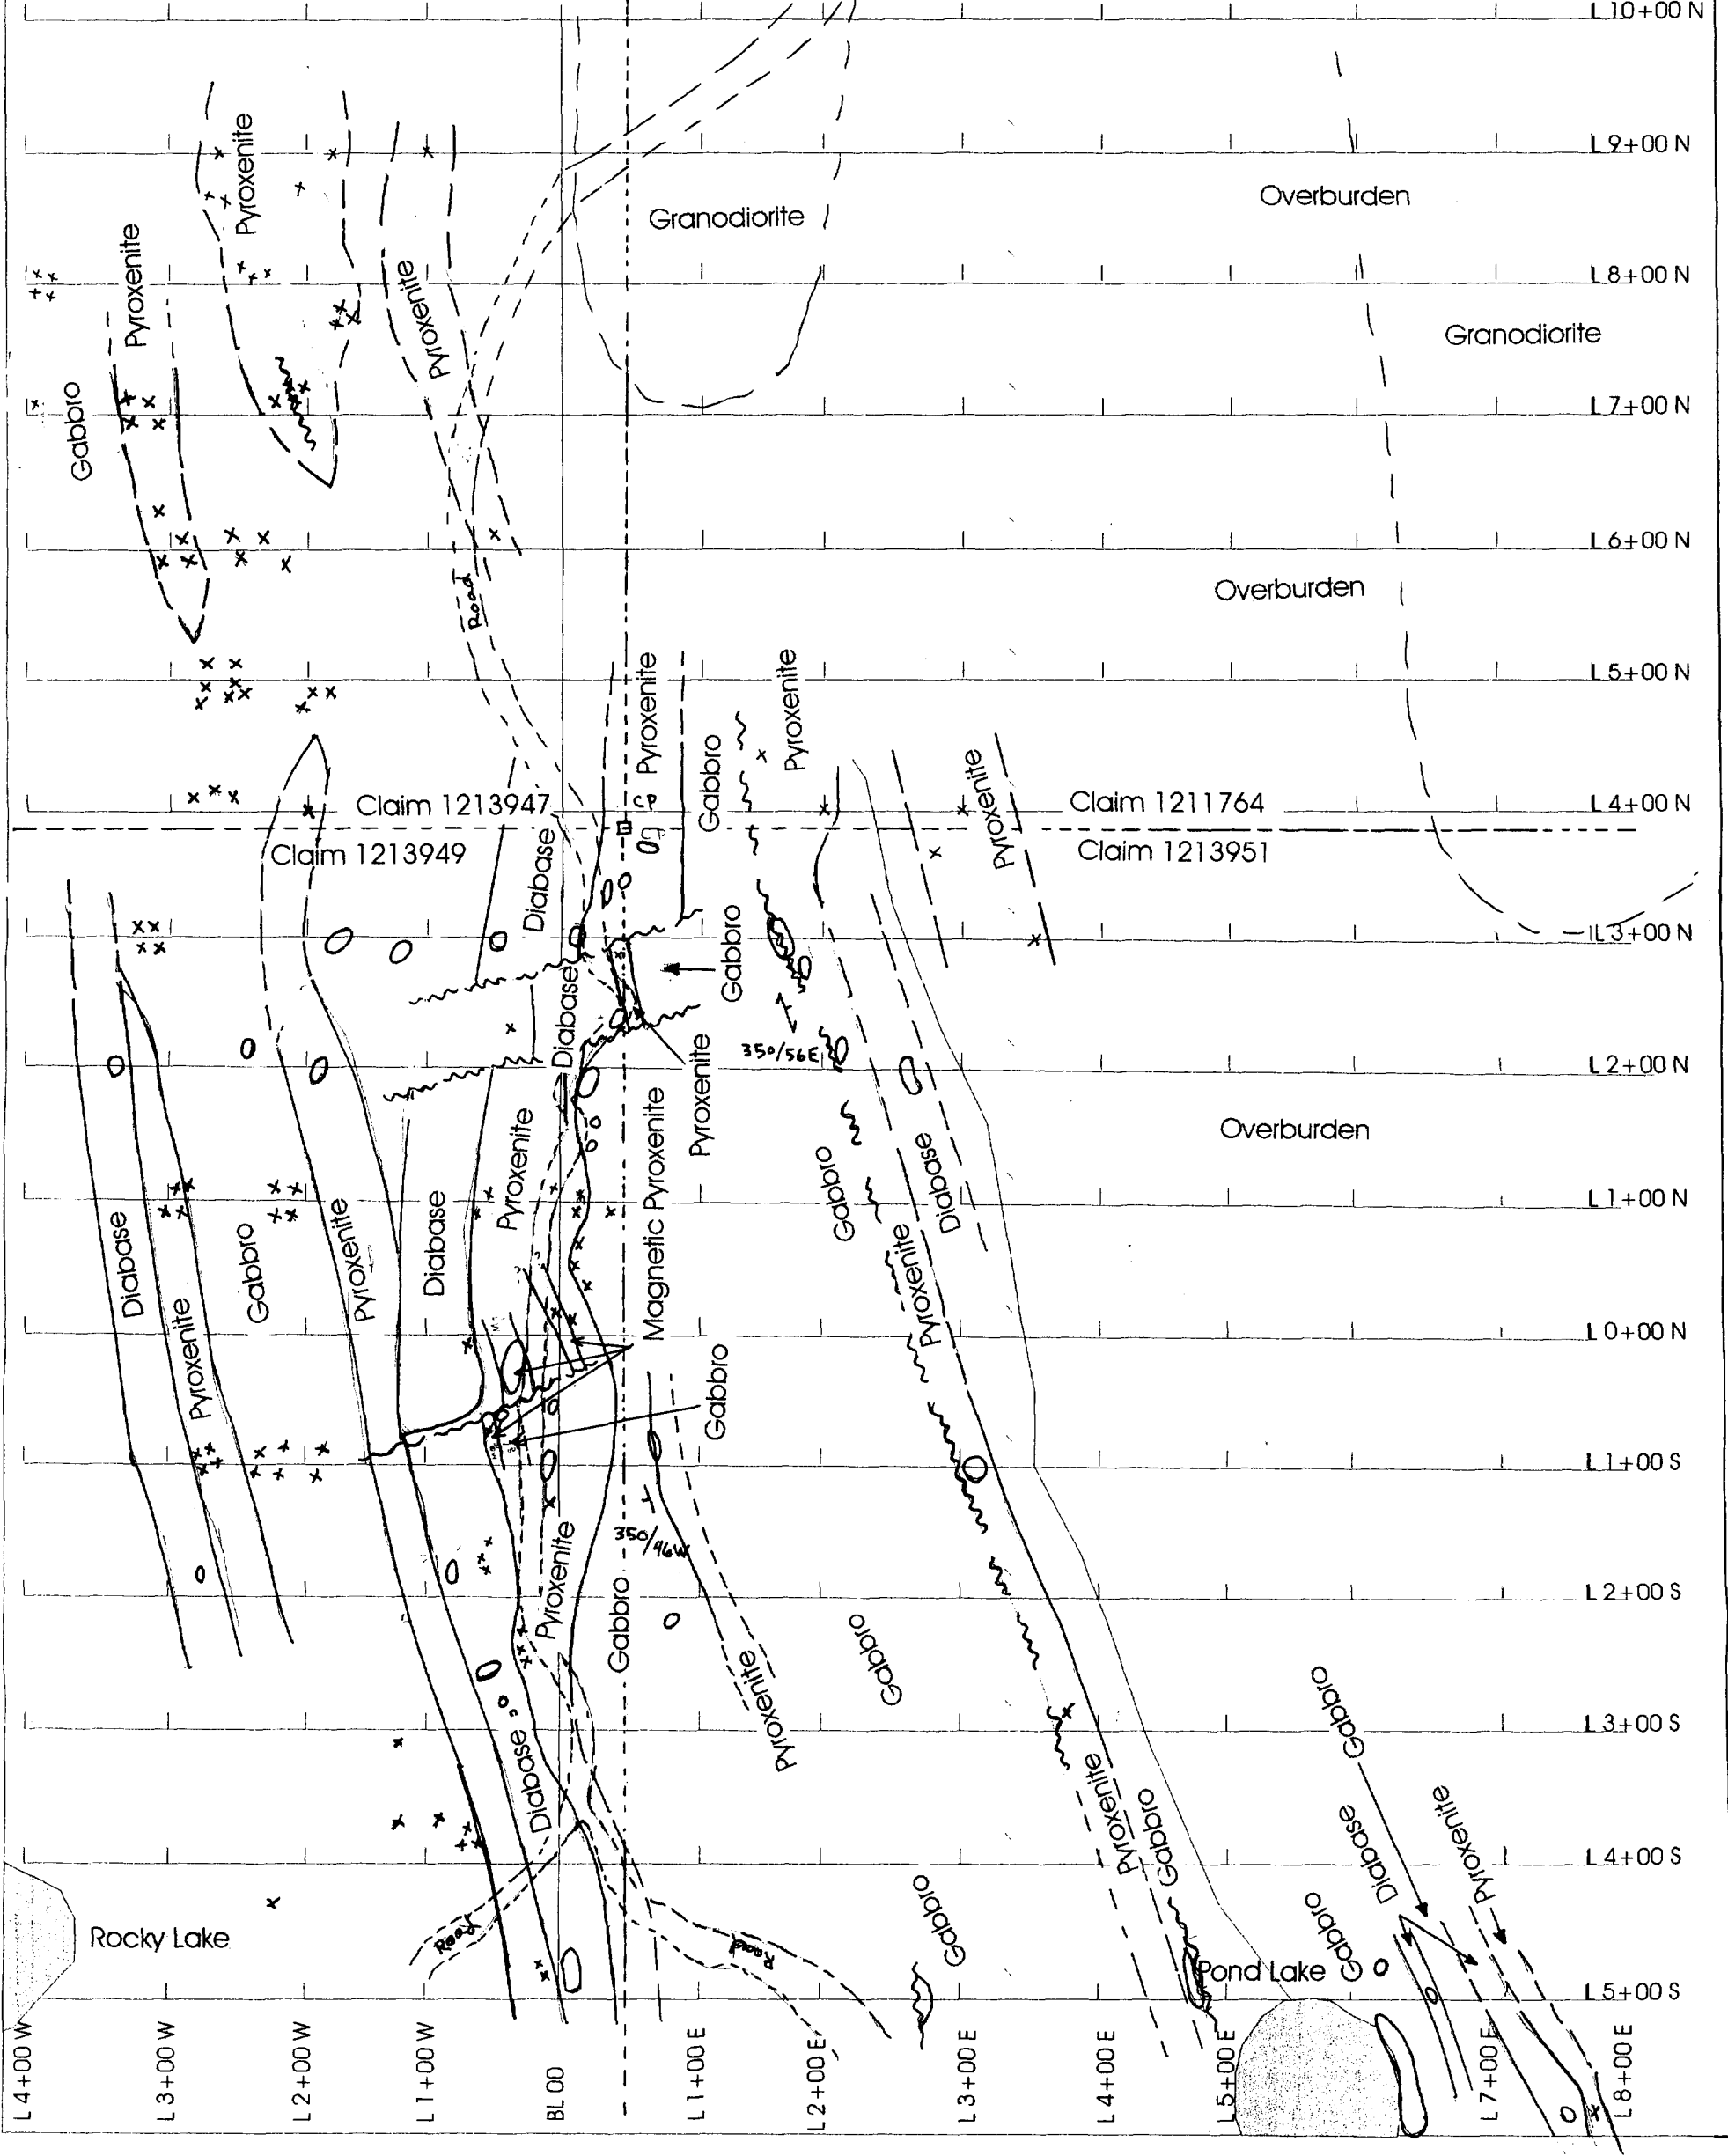 L 10+00 N
L 9+00 N
Pyroxenite
Overburden
Granodiorite
Pyroxenite
L 8+00 N
Pyroxenite
Granodiorite
Gabbro
L 7+00 N
L 6+00 N
Road
Overburden
L 5+00 N
Pyroxenite
Pyroxenite
Gabbro
Pyroxenite
Claim 1213947
CP
Claim 1211764
L 4+00 N
Claim 1213949
Claim 1213951
Diabase
L 3+00 N
Gabbro
Diabase
350/56E
Pyroxenite
L 2+00 N
Overburden
Pyroxenite
Magnetic Pyroxenite
Gabbro
Diabase
L 1+00 N
Diabase
Gabbro
Pyroxenite
Diabase
Pyroxenite
Pyroxenite
L 0+00 N
Gabbro
L 1+00 S
350/46W
Pyroxenite
Gabbro
L 2+00 S
Pyroxenite
Gabbro
Gabbro
L 3+00 S
Diabase
Pyroxenite
Gabbro
Diabase
Pyroxenite
L 4+00 S
Rocky Lake
Road
Road
Gabbro
Pond Lake
Gabbro
L 5+00 S
L 4+00 W
L 3+00 W
L 2+00 W
L 1+00 W
BL 00
L 1+00 E
L 2+00 E
L 3+00 E
L 4+00 E
L 5+00 E
L 7+00 E
L 8+00 E